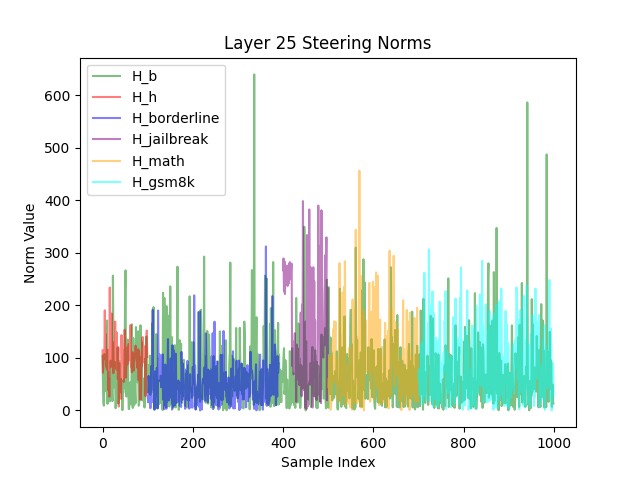 Layer 25 Steering Norms
H_b
H_h
H_borderline
H_jailbreak
H_math
H_gsm8k
Norm Value
600
500
400
300
200
100
0
0 200 400 600 800 1000
Sample Index